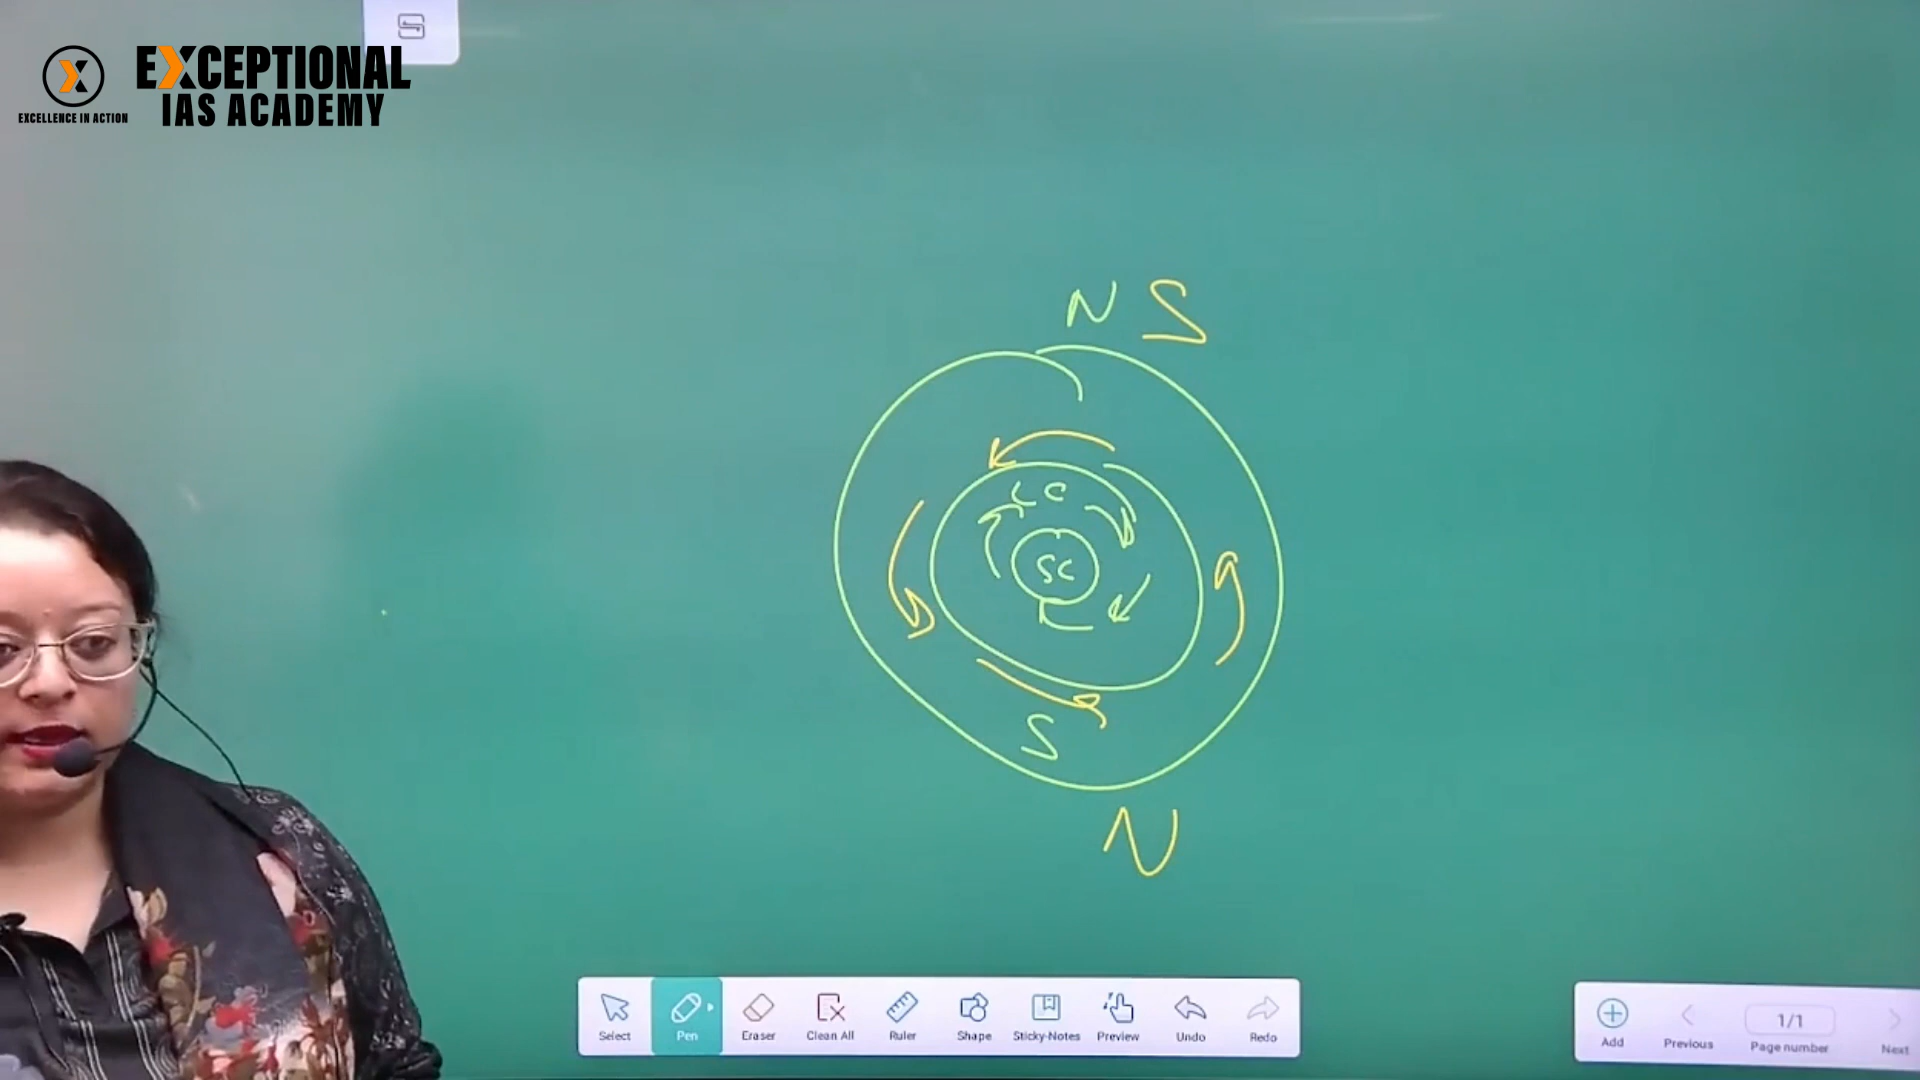 EXCEPTIONAL
IAS ACADEMY
EXCELLENCE IN ACTION
N S
LC
SC
S
N
Select
Pen
Eraser
Clean All
Ruler
Shape
Sticky-Notes
Preview
Undo
Redo
Add
Previous
1/1
Page number
Next